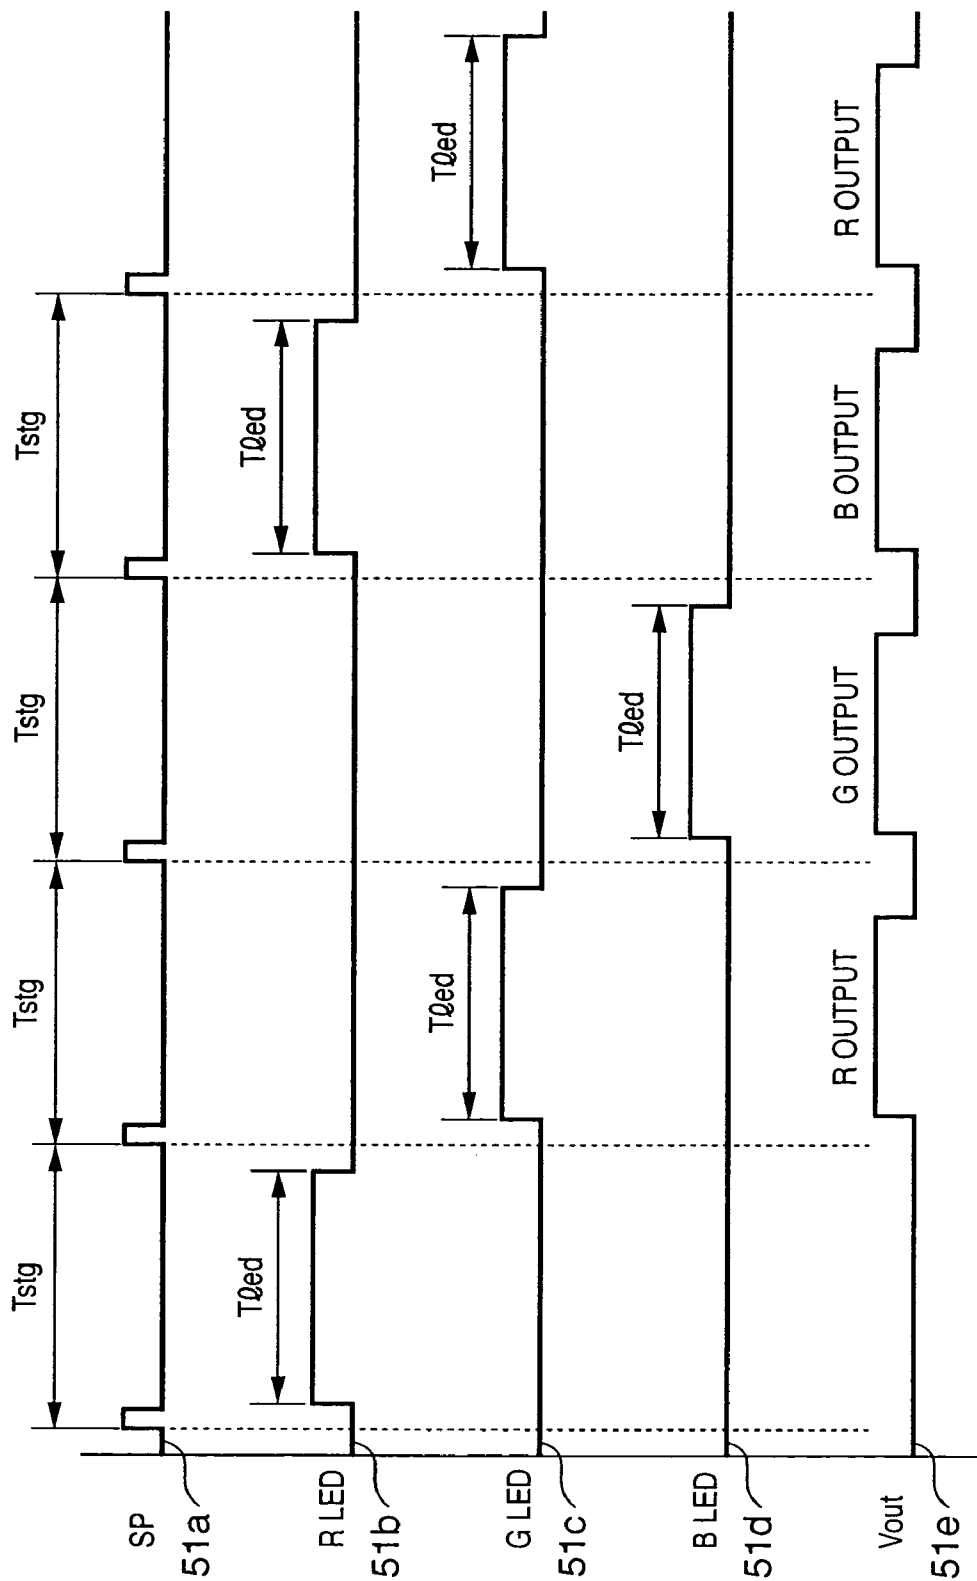 Tstg
Tstg
Tstg
Tstg
SP
51a
Tℓed
Tℓed
R LED
51b
Tℓed
Tℓed
G LED
51c
Tℓed
B LED
51d
R OUTPUT
G OUTPUT
B OUTPUT
R OUTPUT
Vout
51e